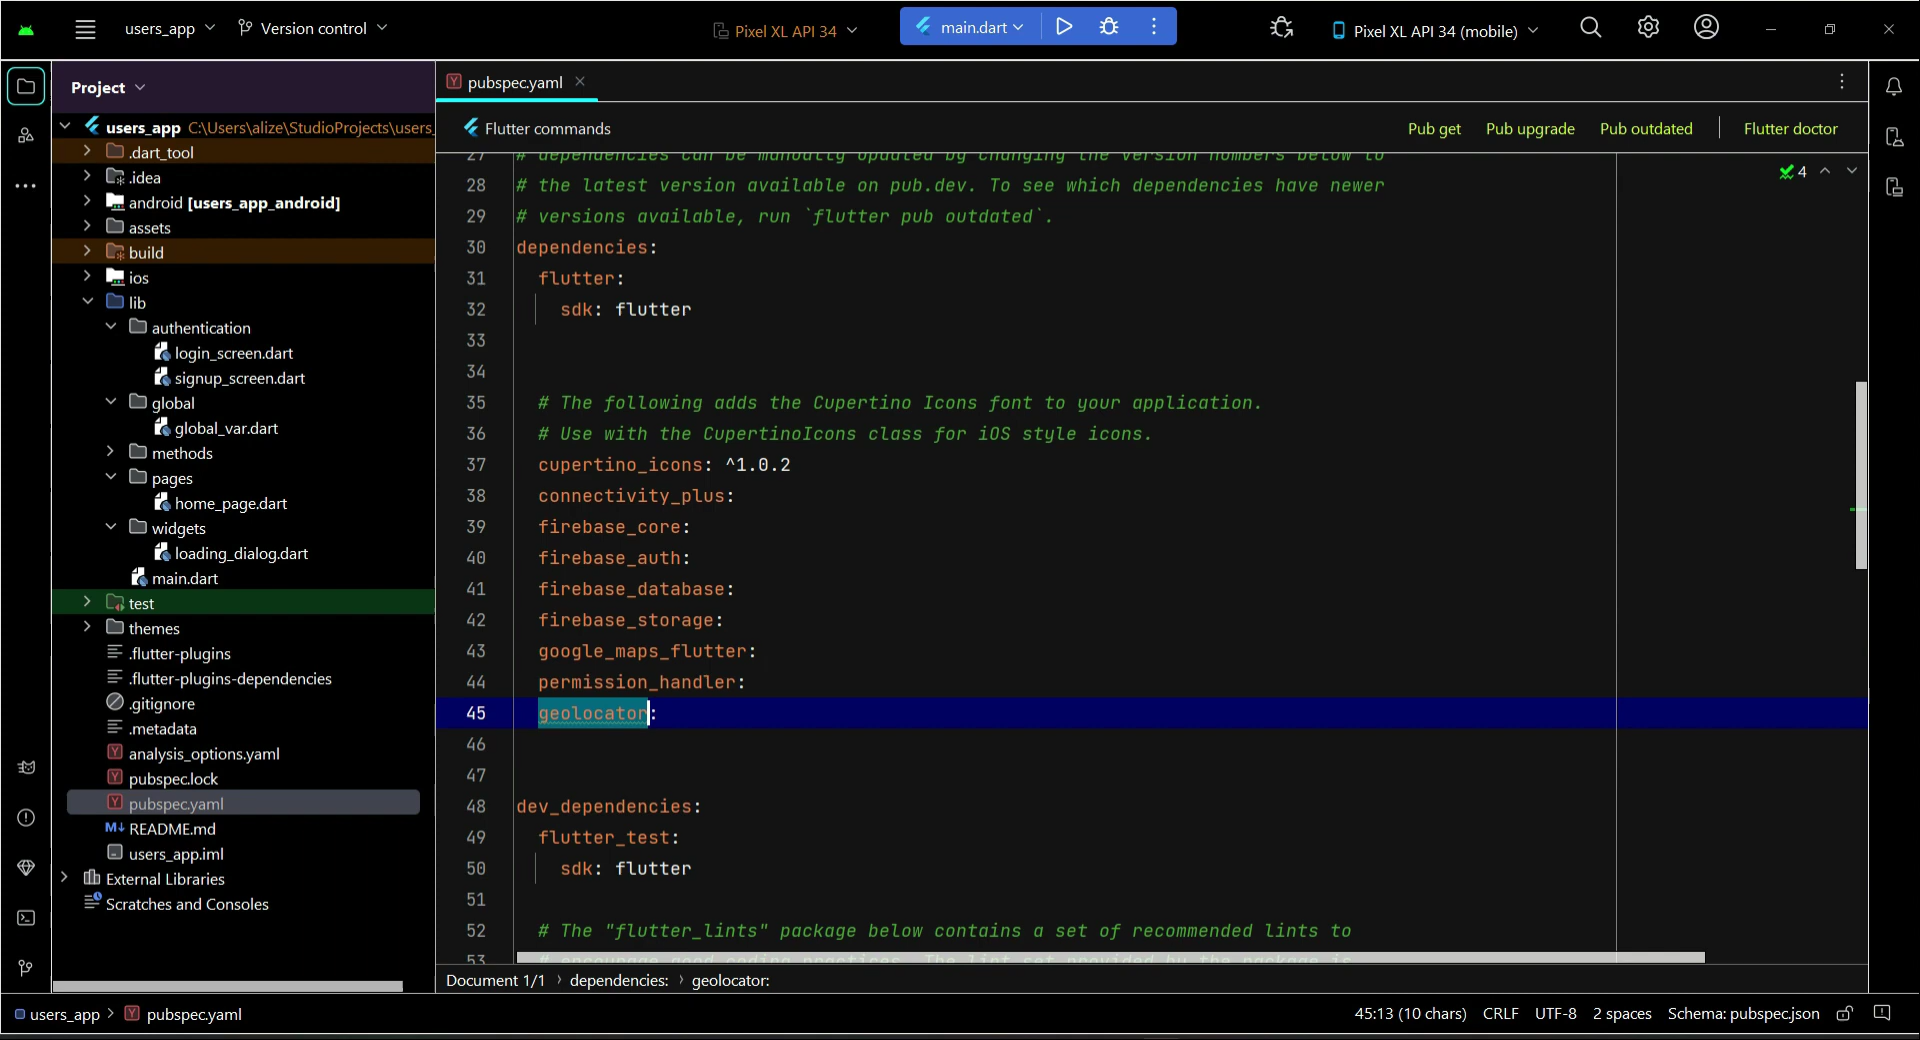 users_app
Version control
Pixel XL API 34
main.dart
Pixel XL API 34 (mobile)
Project
pubspec.yaml
Flutter commands
Pub get
Pub upgrade
Pub outdated
Flutter doctor
users_app C:\Users\alize\StudioProjects\users_
.dart_tool
.idea
android [users_app_android]
assets
build
ios
lib
authentication
login_screen.dart
signup_screen.dart
global
global_var.dart
methods
pages
home_page.dart
widgets
loading_dialog.dart
main.dart
test
themes
.flutter-plugins
.flutter-plugins-dependencies
.gitignore
.metadata
analysis_options.yaml
pubspec.lock
pubspec.yaml
M↓ README.md
users_app.iml
External Libraries
Scratches and Consoles
4
27 # dependencies can be manually updated by changing the version numbers below to
28 # the latest version available on pub.dev. To see which dependencies have newer
29 # versions available, run `flutter pub outdated`.
30 dependencies:
31 flutter:
32 sdk: flutter
33
34
35 # The following adds the Cupertino Icons font to your application.
36 # Use with the CupertinoIcons class for iOS style icons.
37 cupertino_icons: ^1.0.2
38 connectivity_plus:
39 firebase_core:
40 firebase_auth:
41 firebase_database:
42 firebase_storage:
43 google_maps_flutter:
44 permission_handler:
45 geolocator:
46
47
48 dev_dependencies:
49 flutter_test:
50 sdk: flutter
51
52 # The "flutter_lints" package below contains a set of recommended lints to
53 # encourage good coding practices. The lint set provided by the package is
Document 1/1 › dependencies: › geolocator:
users_app › pubspec.yaml
45:13 (10 chars) CRLF UTF-8 2 spaces Schema: pubspec.json